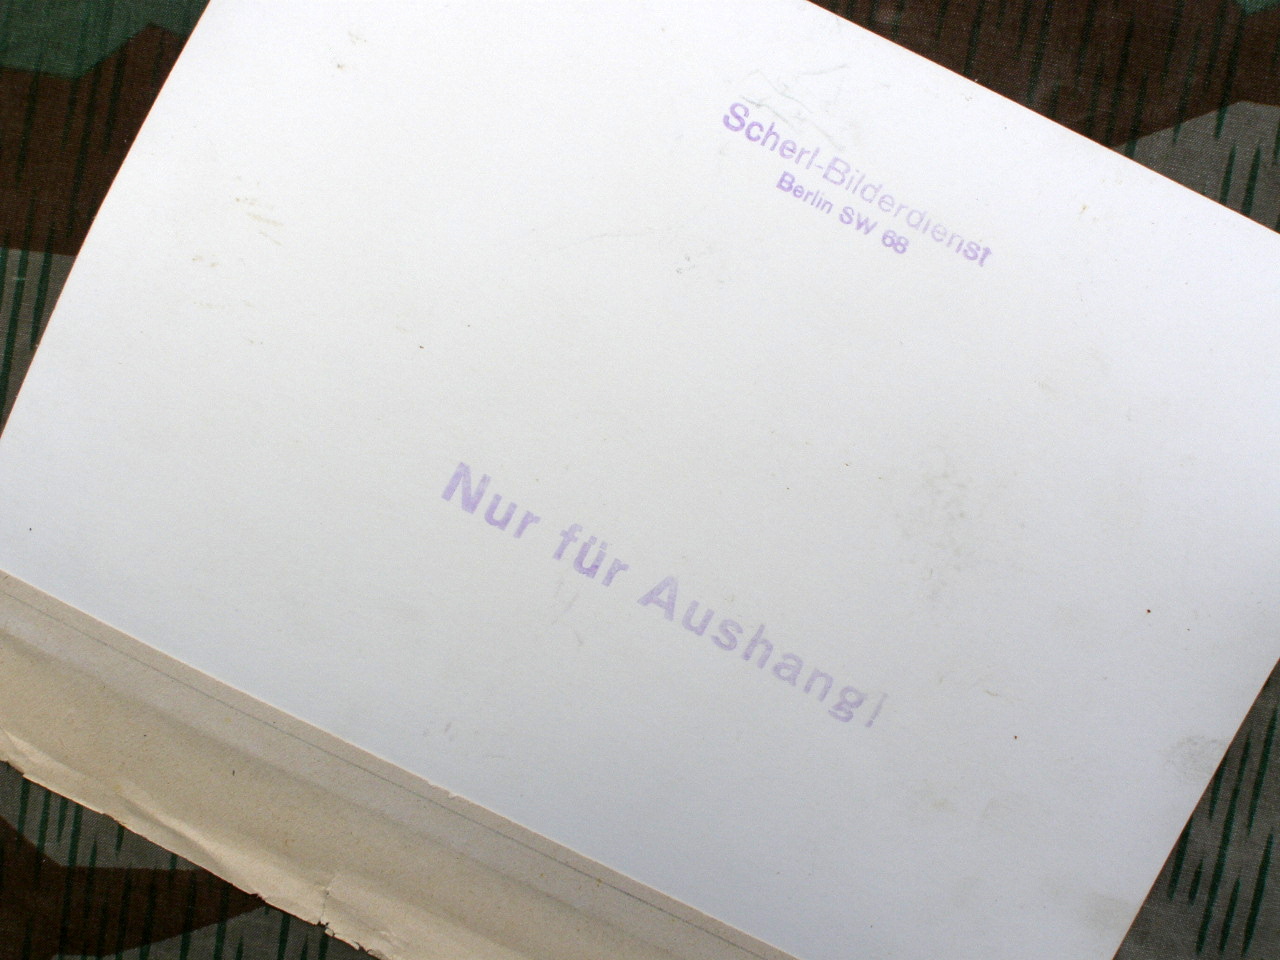 Scherl-Bilderdienst
Berlin SW 68
Nur für Aushang!